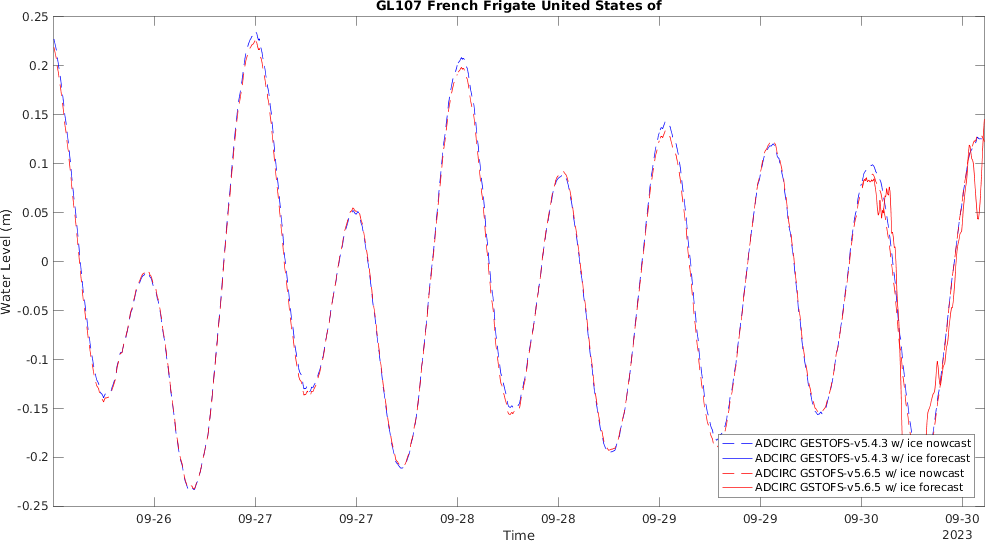 GL107 French Frigate United States of
0.25
0.2
0.15
0.1
0.05
0
-0.05
-0.1
-0.15
-0.2
-0.25
Water Level (m)
ADCIRC GESTOFS-v5.4.3 w/ ice nowcast
ADCIRC GESTOFS-v5.4.3 w/ ice forecast
ADCIRC GSTOFS-v5.6.5 w/ ice nowcast
ADCIRC GSTOFS-v5.6.5 w/ ice forecast
09-26 09-27 09-27 09-28 09-28 09-29 09-29 09-30 09-30
2023
Time